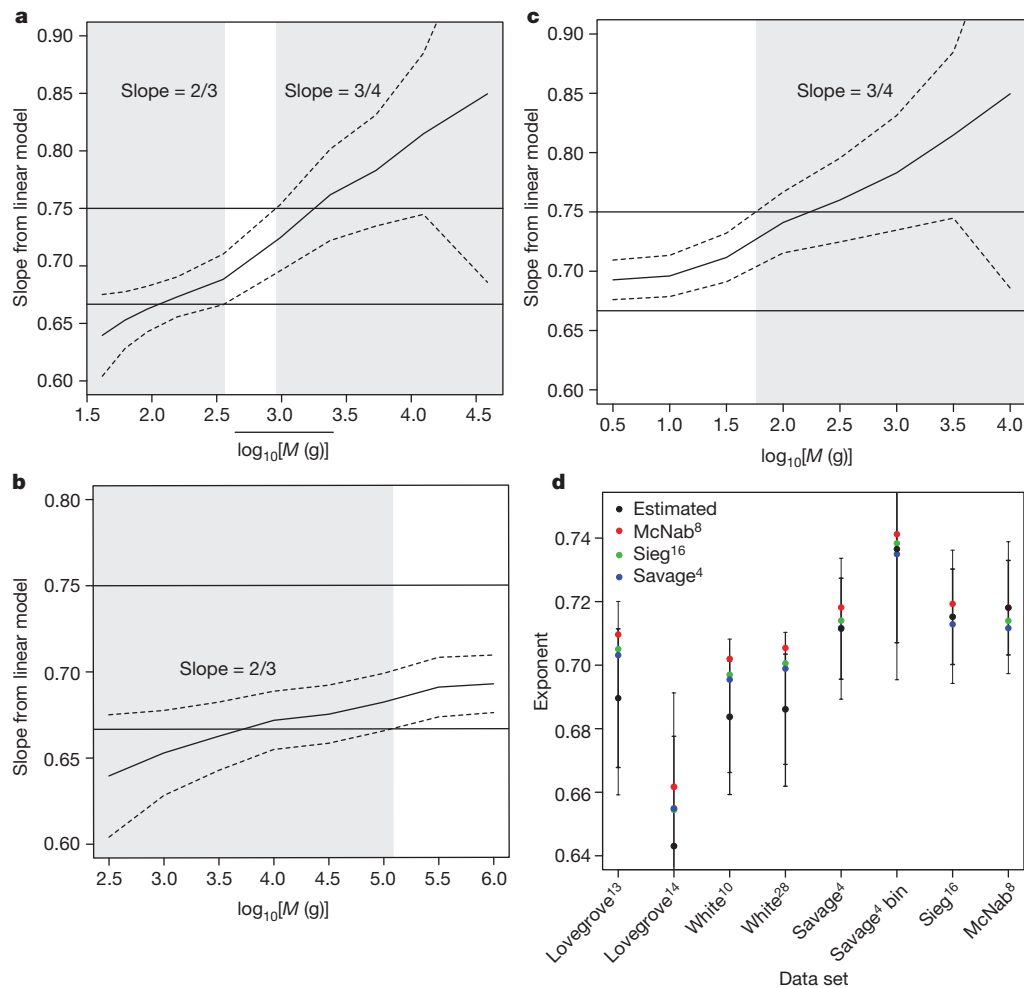 a
0.90
0.85
0.80
0.75
0.70
0.65
0.60
Slope from linear model
Slope = 2/3
Slope = 3/4
1.5 2.0 2.5 3.0 3.5 4.0 4.5
log10[M (g)]
c
0.90
0.85
0.80
0.75
0.70
0.65
0.60
Slope from linear model
Slope = 3/4
0.5 1.0 1.5 2.0 2.5 3.0 3.5 4.0
log10[M (g)]
b
0.80
0.75
0.70
0.65
0.60
Slope from linear model
Slope = 2/3
2.5 3.0 3.5 4.0 4.5 5.0 5.5 6.0
log10[M (g)]
d
0.74
0.72
0.70
0.68
0.66
0.64
Exponent
Estimated
McNab8
Sieg16
Savage4
Lovegrove13
Lovegrove14
White10
White28
Savage4
Savage4 bin
Sieg16
McNab8
Data set